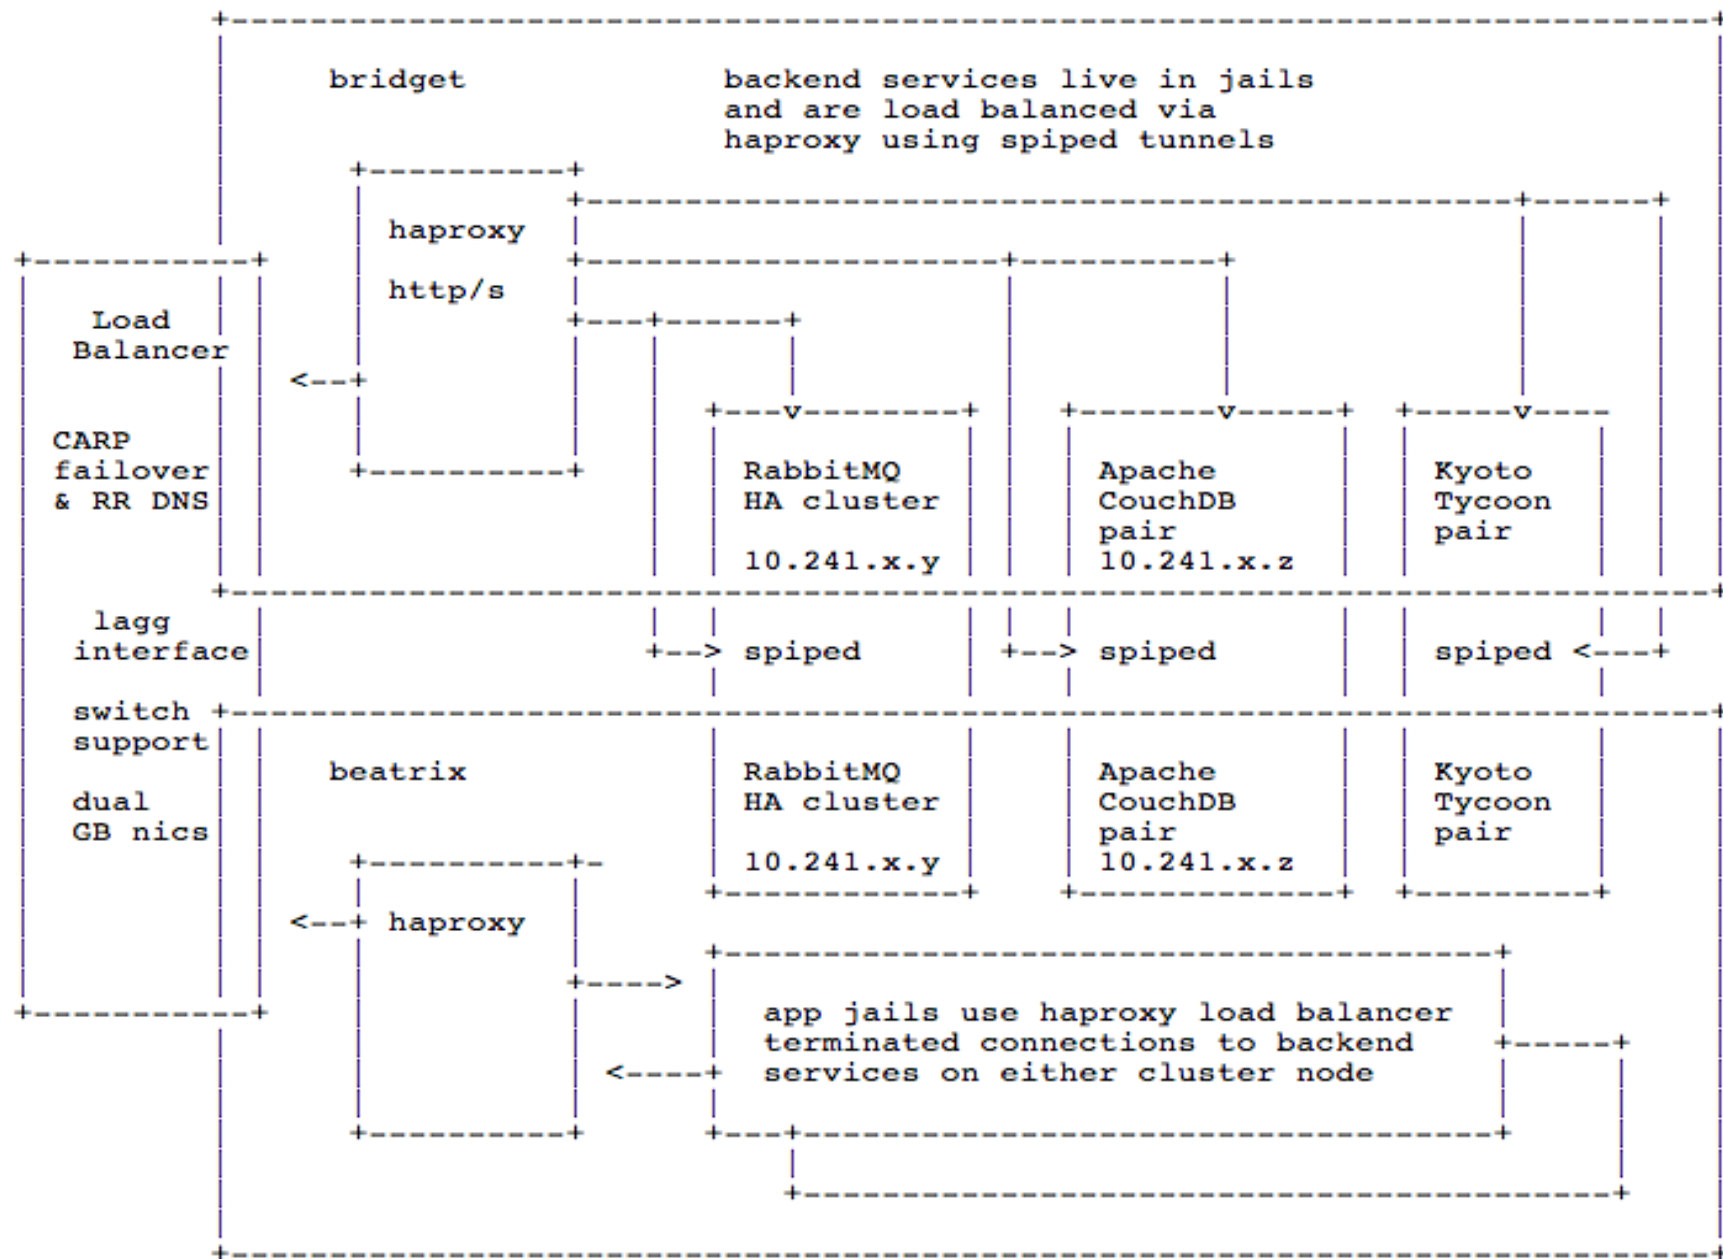 bridget
backend services live in jails
and are load balanced via
haproxy using spiped tunnels
haproxy
http/s
Load
Balancer
CARP
failover
& RR DNS
RabbitMQ
HA cluster
10.241.x.y
Apache
CouchDB
pair
10.241.x.z
Kyoto
Tycoon
pair
lagg
interface
spiped
spiped
spiped
switch
support
dual
GB nics
beatrix
RabbitMQ
HA cluster
10.241.x.y
Apache
CouchDB
pair
10.241.x.z
Kyoto
Tycoon
pair
haproxy
app jails use haproxy load balancer
terminated connections to backend
services on either cluster node